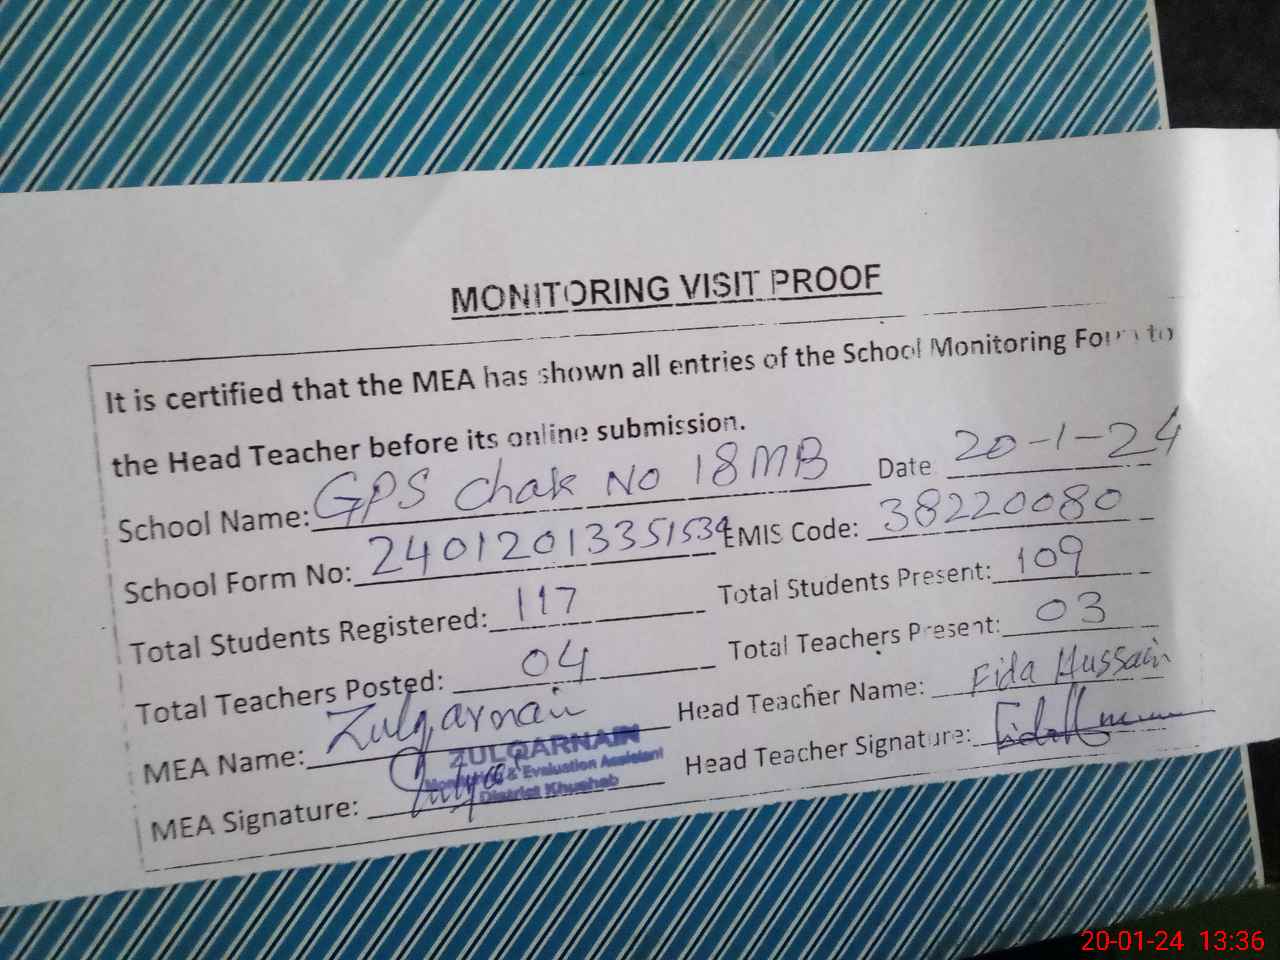 MONITORING VISIT PROOF
It is certified that the MEA has shown all entries of the School Monitoring Form to
the Head Teacher before its online submission.
School Name: GPS Chak No 18MB Date 20-1-24
School Form No: 24012013351534 EMIS Code: 38220080
Total Students Registered: 117 Total Students Present: 109
Total Teachers Posted: 04 Total Teachers Present: 03
MEA Name: Zulqarnain Head Teacher Name: Fida Hussain
MEA Signature: Head Teacher Signature:
ZULQARNAIN
Monitoring & Evaluation Assistant
District Khushab
20-01-24 13:36